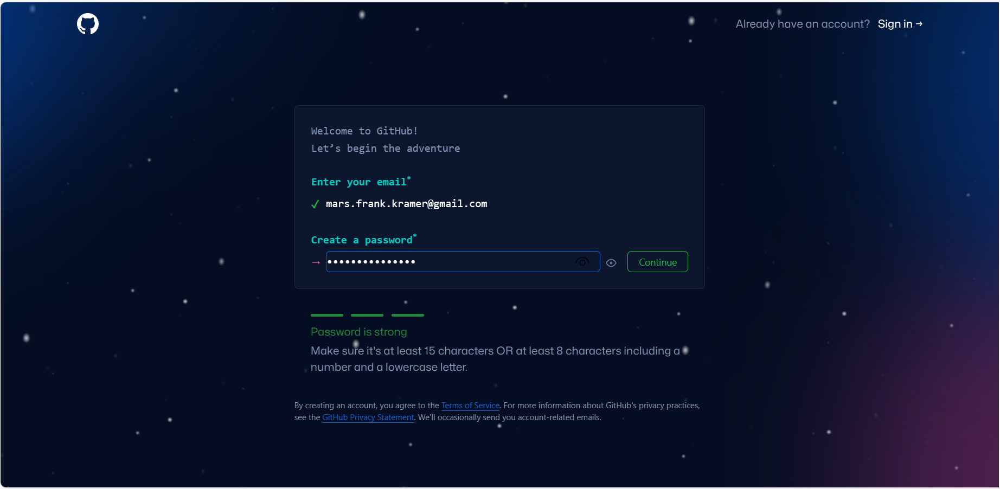 Already have an account? Sign in →
Welcome to GitHub!
Let’s begin the adventure
Enter your email*
✓ mars.frank.kramer@gmail.com
Create a password*
→ ••••••••••••••• Continue
Password is strong
Make sure it's at least 15 characters OR at least 8 characters including a
number and a lowercase letter.
By creating an account, you agree to the Terms of Service. For more information about GitHub's privacy practices,
see the GitHub Privacy Statement. We'll occasionally send you account-related emails.